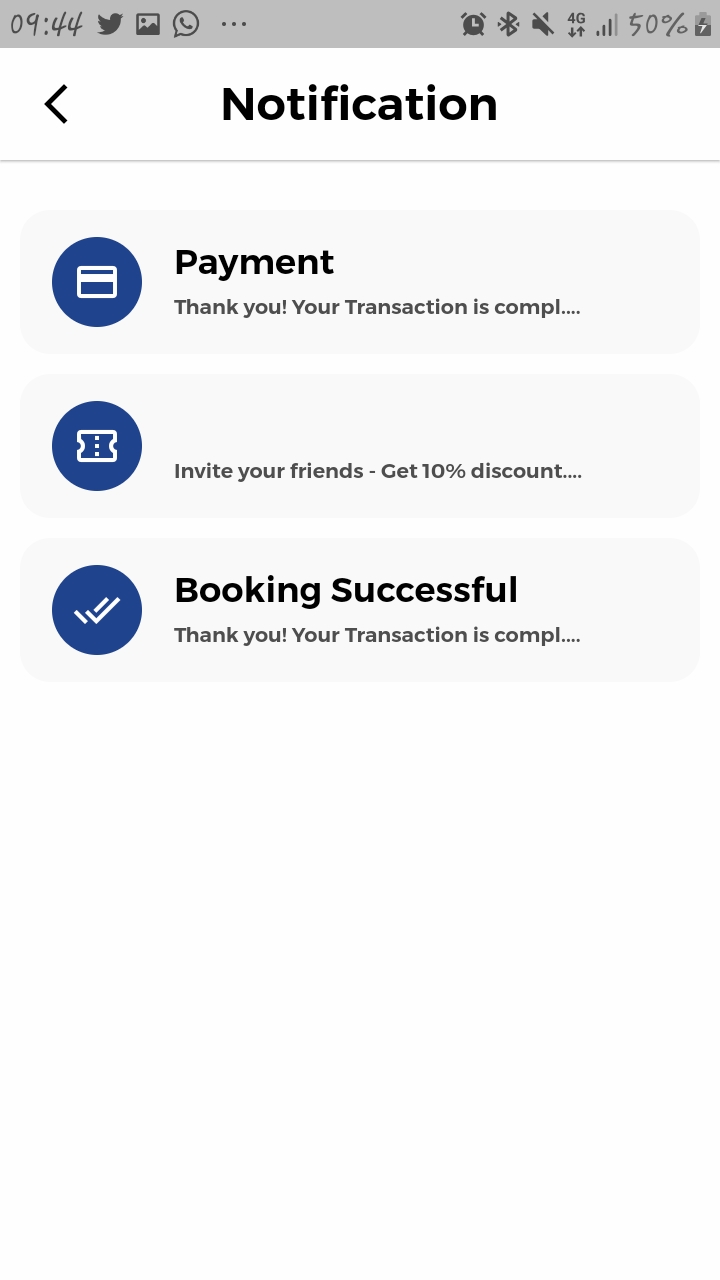 09:44 ... 4G 50%
Notification
Payment
Thank you! Your Transaction is compl....
Invite your friends - Get 10% discount....
Booking Successful
Thank you! Your Transaction is compl....